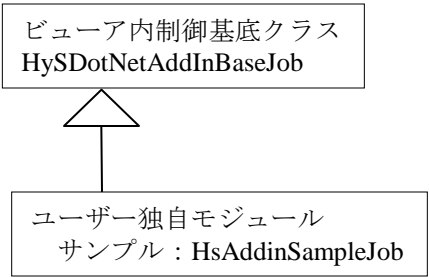 ビューア内制御基底クラス
HySDotNetAddInBaseJob
ユーザー独自モジュール
サンプル：HsAddinSampleJob